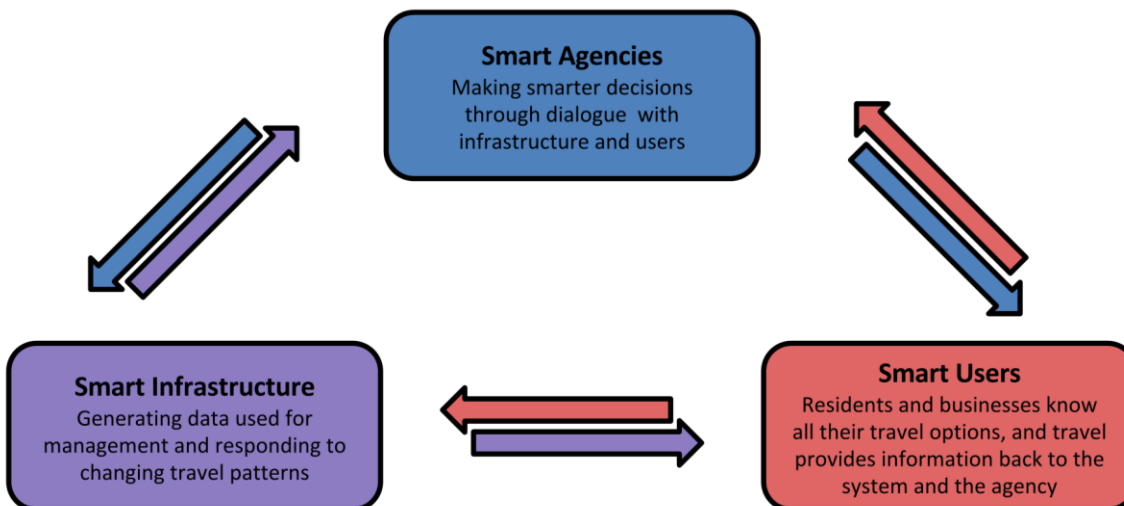 Smart Agencies
Making smarter decisions
through dialogue with
infrastructure and users
Smart Infrastructure
Generating data used for
management and responding to
changing travel patterns
Smart Users
Residents and businesses know
all their travel options, and travel
provides information back to the
system and the agency